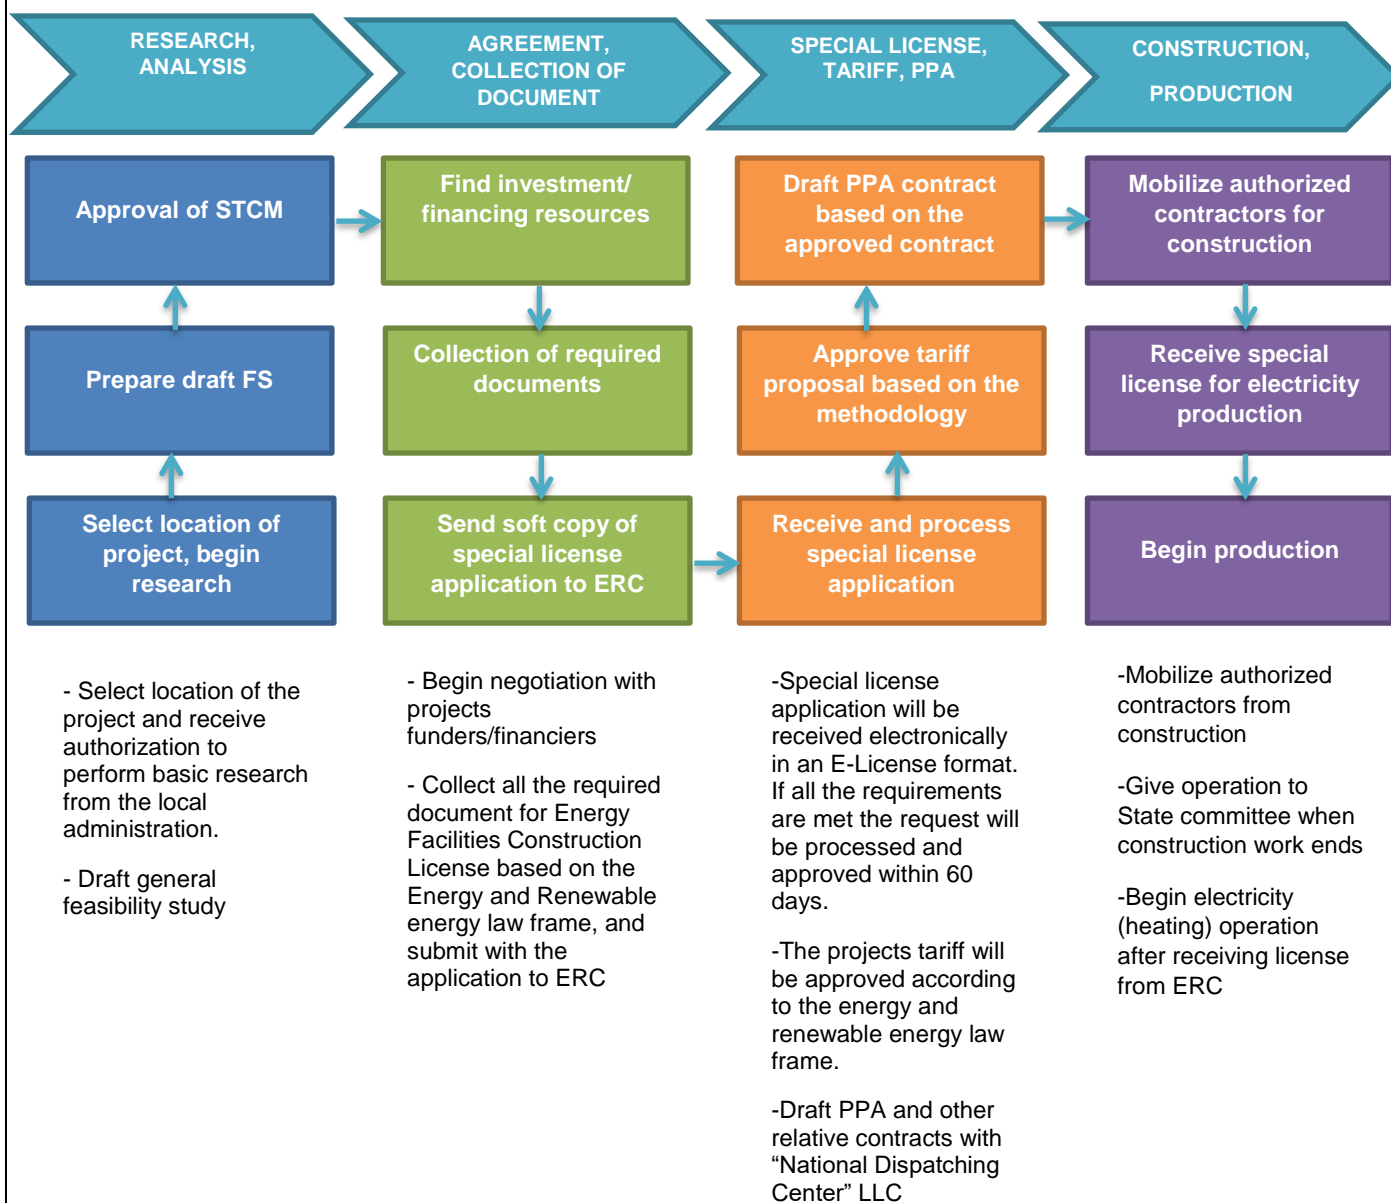 RESEARCH,
ANALYSIS
AGREEMENT,
COLLECTION OF
DOCUMENT
SPECIAL LICENSE,
TARIFF, PPA
CONSTRUCTION,
PRODUCTION
Approval of STCM
Find investment/
financing resources
Draft PPA contract
based on the
approved contract
Mobilize authorized
contractors for
construction
Prepare draft FS
Collection of required
documents
Approve tariff
proposal based on the
methodology
Receive special
license for electricity
production
Select location of
project, begin
research
Send soft copy of
special license
application to ERC
Receive and process
special license
application
Begin production
- Select location of the
project and receive
authorization to
perform basic research
from the local
administration.
- Draft general
feasibility study
- Begin negotiation with
projects
funders/financiers
- Collect all the required
document for Energy
Facilities Construction
License based on the
Energy and Renewable
energy law frame, and
submit with the
application to ERC
-Special license
application will be
received electronically
in an E-License format.
If all the requirements
are met the request will
be processed and
approved within 60
days.
-The projects tariff will
be approved according
to the energy and
renewable energy law
frame.
-Draft PPA and other
relative contracts with
“National Dispatching
Center” LLC
-Mobilize authorized
contractors from
construction
-Give operation to
State committee when
construction work ends
-Begin electricity
(heating) operation
after receiving license
from ERC